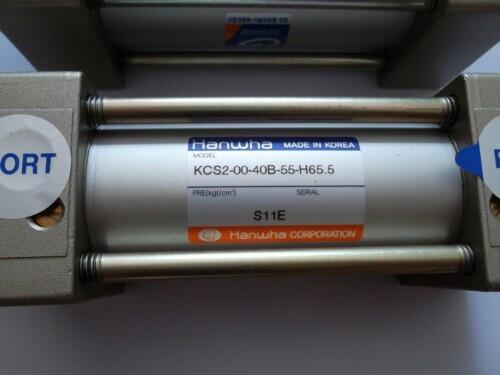 Hanwha MADE IN KOREA
MODEL
KCS2-00-40B-55-H65.5
PRE(kgf/cm²) SERIAL
S11E
Hanwha CORPORATION
ORT